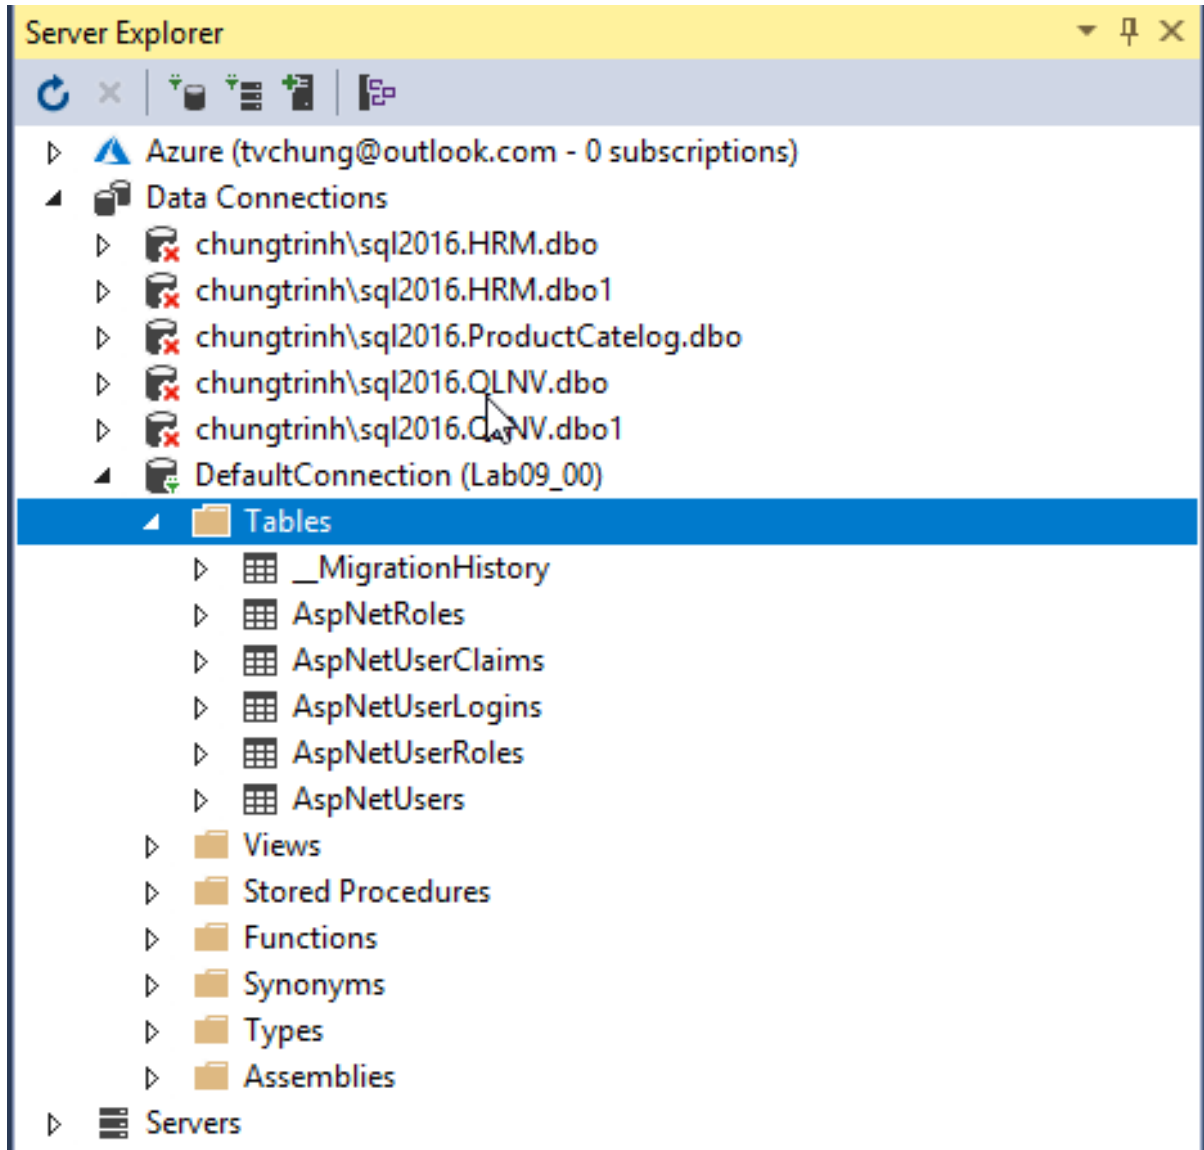 Server Explorer
Azure (tvchung@outlook.com - 0 subscriptions)
Data Connections
chungtrinh\sql2016.HRM.dbo
chungtrinh\sql2016.HRM.dbo1
chungtrinh\sql2016.ProductCatelog.dbo
chungtrinh\sql2016.QLNV.dbo
chungtrinh\sql2016.QLNV.dbo1
DefaultConnection (Lab09_00)
Tables
__MigrationHistory
AspNetRoles
AspNetUserClaims
AspNetUserLogins
AspNetUserRoles
AspNetUsers
Views
Stored Procedures
Functions
Synonyms
Types
Assemblies
Servers